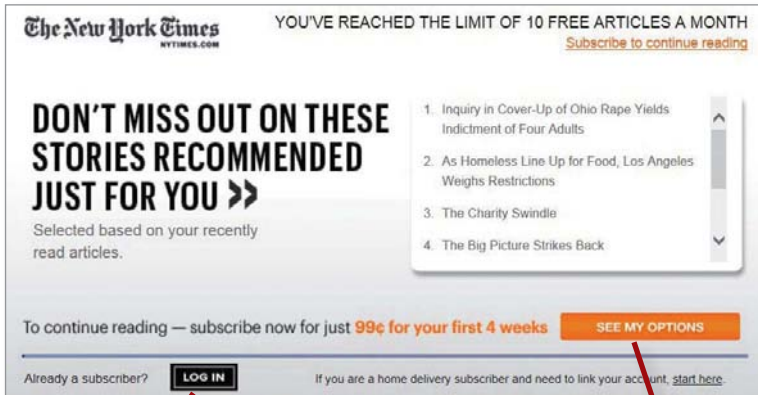 The New York Times
NYTIMES.COM
YOU'VE REACHED THE LIMIT OF 10 FREE ARTICLES A MONTH
Subscribe to continue reading
DON'T MISS OUT ON THESE
STORIES RECOMMENDED
JUST FOR YOU >>
Selected based on your recently
read articles.
1. Inquiry in Cover-Up of Ohio Rape Yields
Indictment of Four Adults
2. As Homeless Line Up for Food, Los Angeles
Weighs Restrictions
3. The Charity Swindle
4. The Big Picture Strikes Back
To continue reading — subscribe now for just 99¢ for your first 4 weeks
SEE MY OPTIONS
Already a subscriber?
LOG IN
If you are a home delivery subscriber and need to link your account, start here.